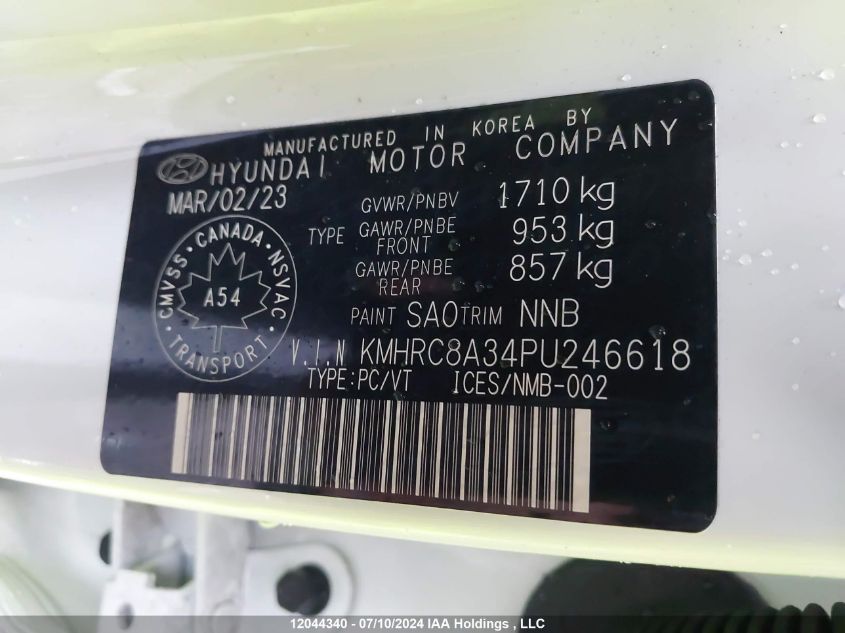 MANUFACTURED IN KOREA BY
HYUNDAI MOTOR COMPANY
MAR/02/23
GVWR/PNBV 1710 kg
TYPE GAWR/PNBE FRONT 953 kg
GAWR/PNBE REAR 857 kg
CMVSS · CANADA · NSVAC
A54
TRANSPORT
PAINT SAO TRIM NNB
V.I.N KMHRC8A34PU246618
TYPE:PC/VT ICES/NMB-002
12044340 - 07/10/2024 IAA Holdings , LLC